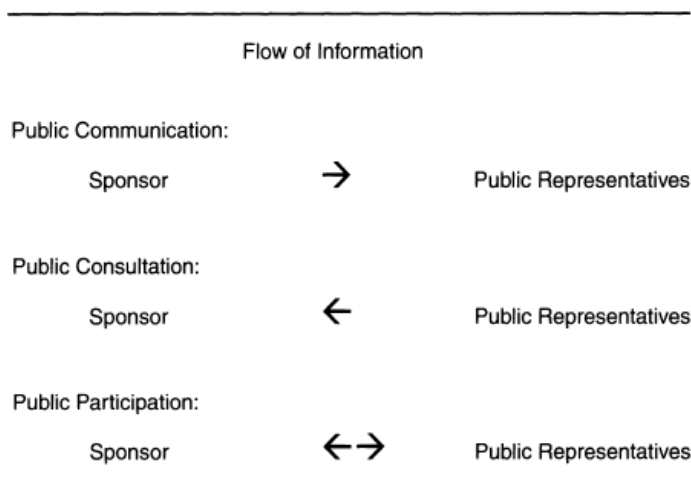 Flow of Information
Public Communication:
Sponsor → Public Representatives
Public Consultation:
Sponsor ← Public Representatives
Public Participation:
Sponsor ←→ Public Representatives